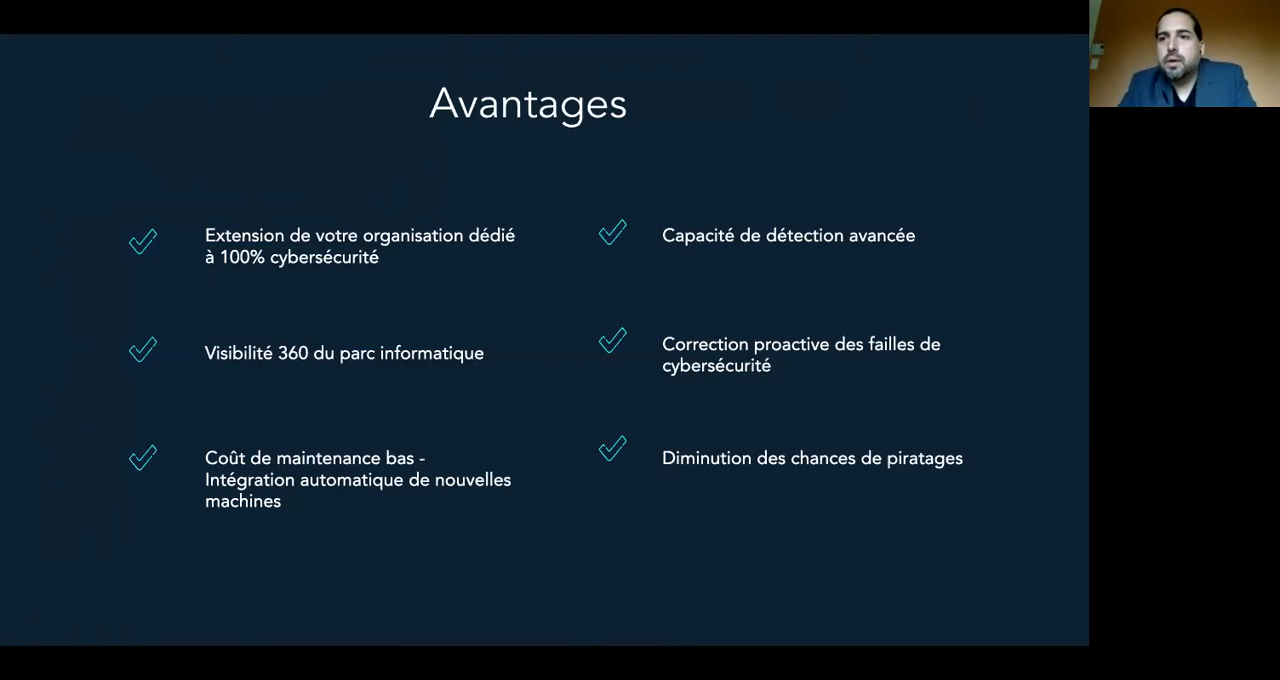 Avantages
Extension de votre organisation dédié
à 100% cybersécurité
Capacité de détection avancée
Visibilité 360 du parc informatique
Correction proactive des failles de
cybersécurité
Coût de maintenance bas -
Intégration automatique de nouvelles
machines
Diminution des chances de piratages